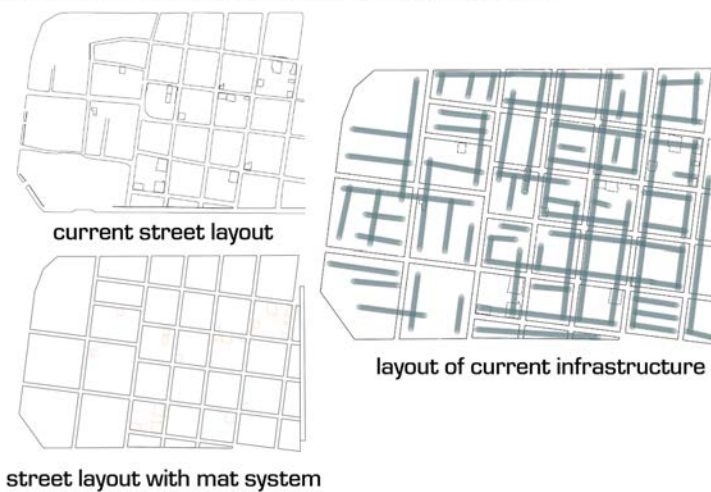 current street layout
layout of current infrastructure
street layout with mat system